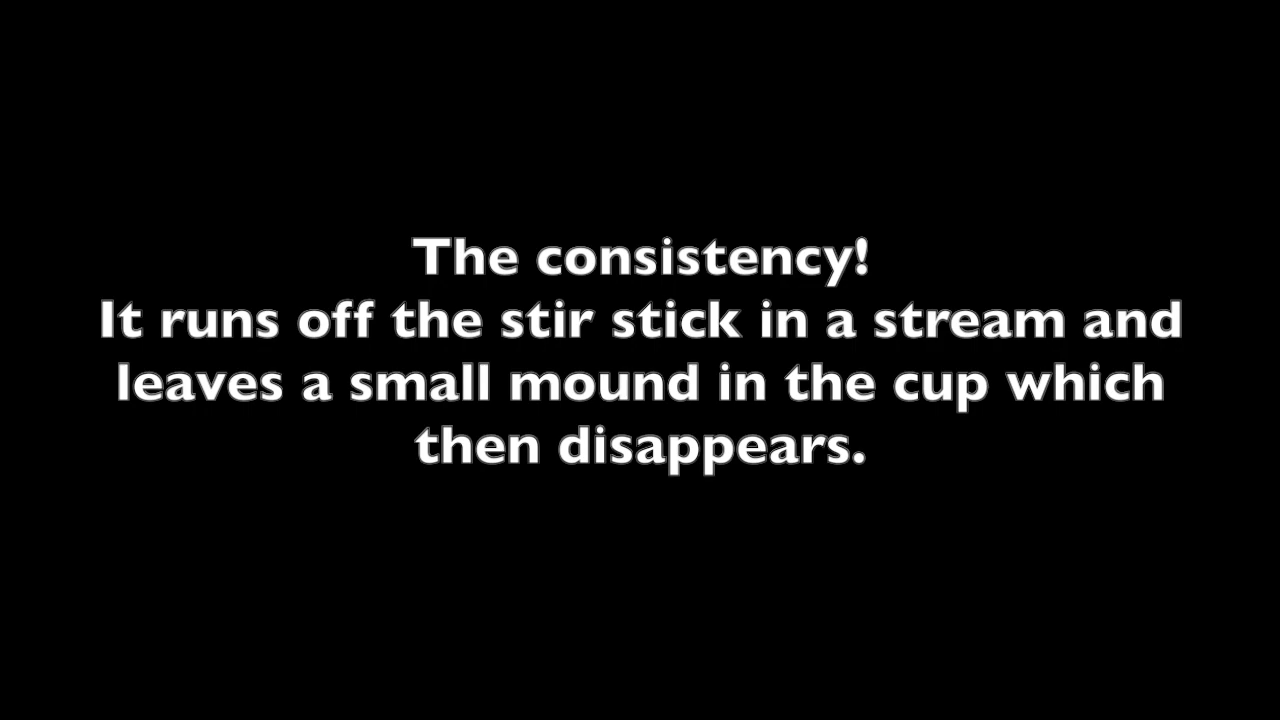 The consistency!
It runs off the stir stick in a stream and
leaves a small mound in the cup which
then disappears.